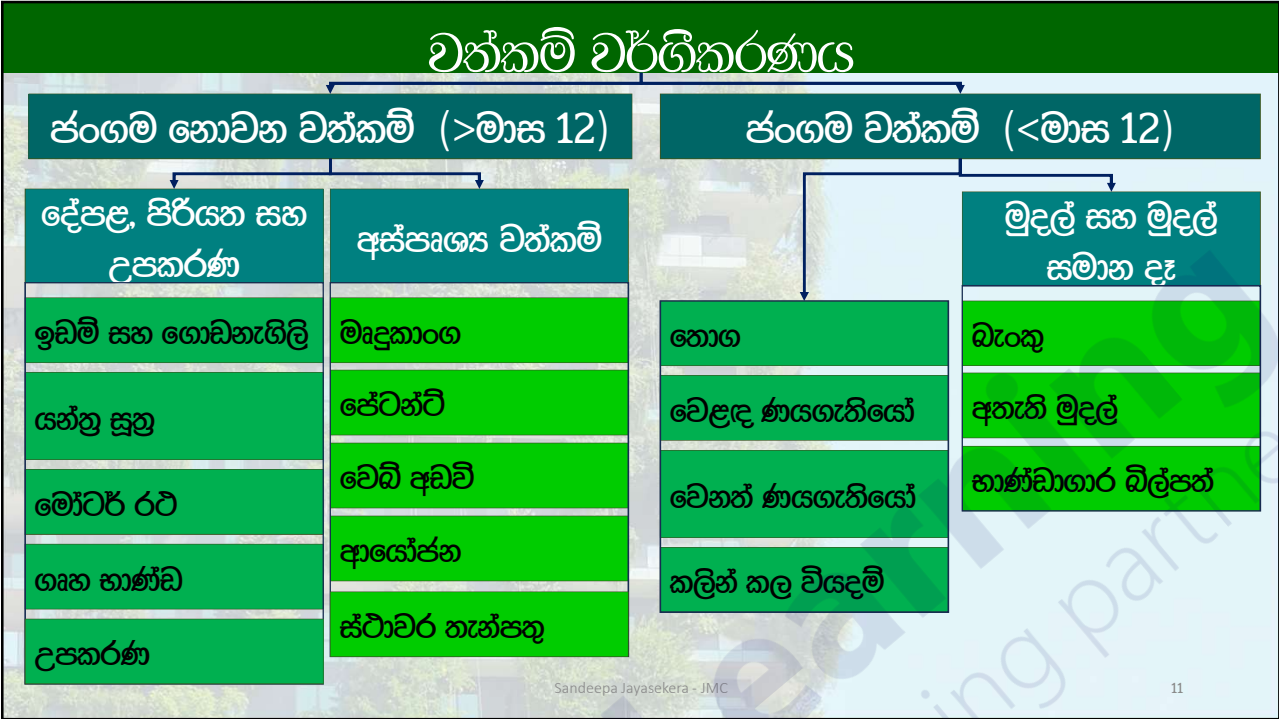 වත්කම් වර්ගීකරණය
ජංගම නොවන වත්කම් (>මාස 12)
ජංගම වත්කම් (<මාස 12)
දේපළ, පිරියත සහ
උපකරණ
අස්පෘශ්‍ය වත්කම්
මුදල් සහ මුදල්
සමාන දෑ
ඉඩම් සහ ගොඩනැගිලි
යන්ත්‍ර සූත්‍ර
මෝටර් රථ
ගෘහ භාණ්ඩ
උපකරණ
මෘදුකාංග
පේටන්ට්
වෙබ් අඩවි
ආයෝජන
ස්ථාවර තැන්පතු
තොග
වෙළඳ ණයගැතියෝ
වෙනත් ණයගැතියෝ
කලින් කල වියදම්
බැංකු
අතැති මුදල්
භාණ්ඩාගාර බිල්පත්
Sandeepa Jayasekera - JMC
11